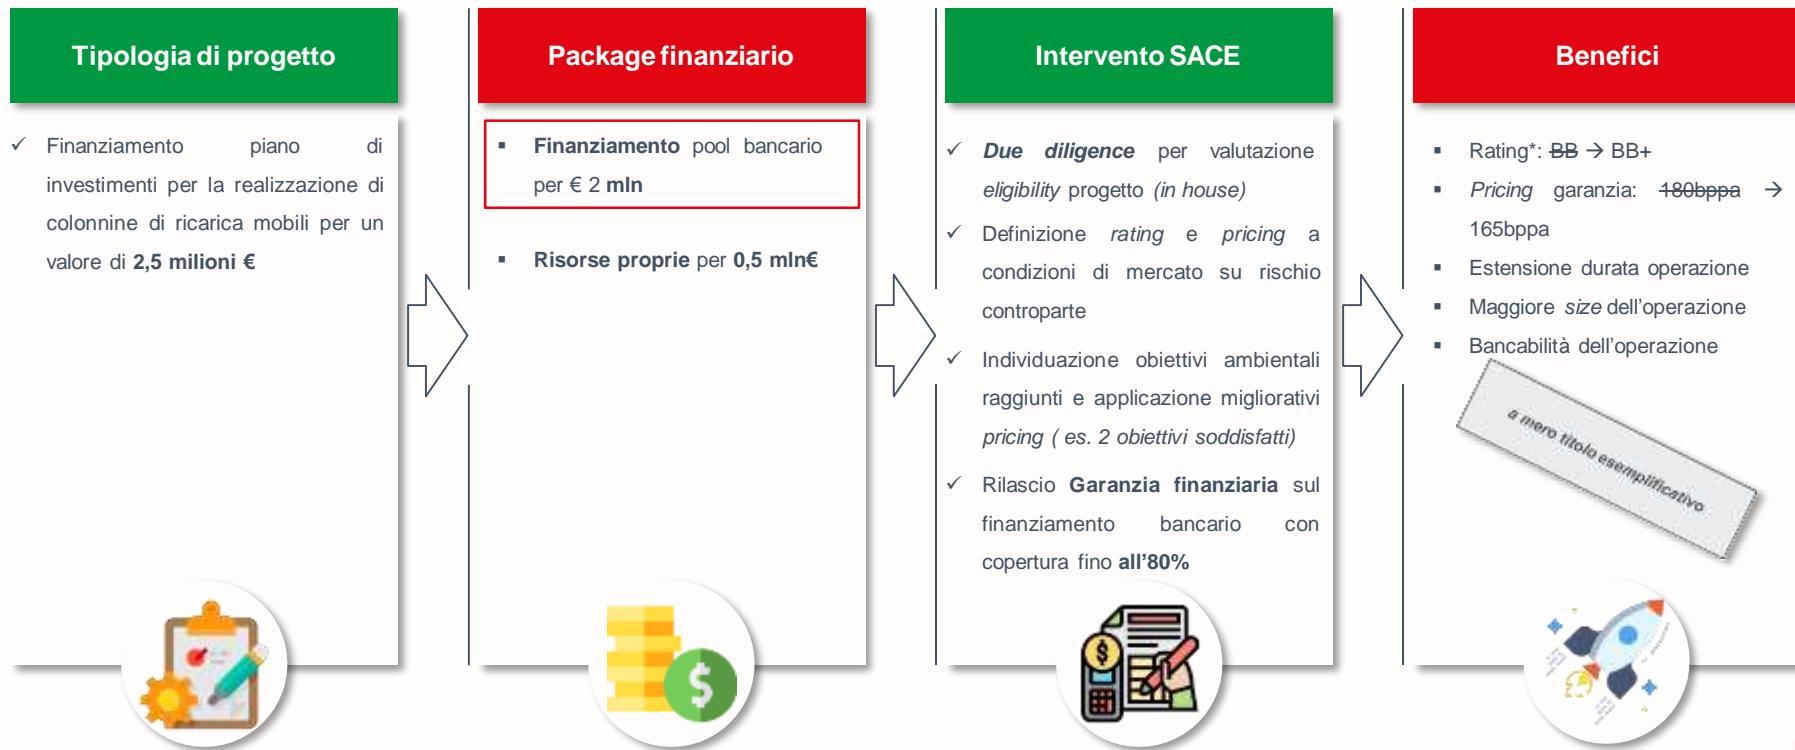 Tipologia di progetto
✓ Finanziamento piano di
investimenti per la realizzazione di
colonnine di ricarica mobili per un
valore di 2,5 milioni €
Package finanziario
▪ Finanziamento pool bancario
per € 2 mln
▪ Risorse proprie per 0,5 mln€
Intervento SACE
✓ Due diligence per valutazione
eligibility progetto (in house)
✓ Definizione rating e pricing a
condizioni di mercato su rischio
controparte
✓ Individuazione obiettivi ambientali
raggiunti e applicazione migliorativi
pricing ( es. 2 obiettivi soddisfatti)
✓ Rilascio Garanzia finanziaria sul
finanziamento bancario con
copertura fino all’80%
Benefici
▪ Rating*: BB → BB+
▪ Pricing garanzia: 180bppa →
165bppa
▪ Estensione durata operazione
▪ Maggiore size dell’operazione
▪ Bancabilità dell’operazione
a mero titolo esemplificativo